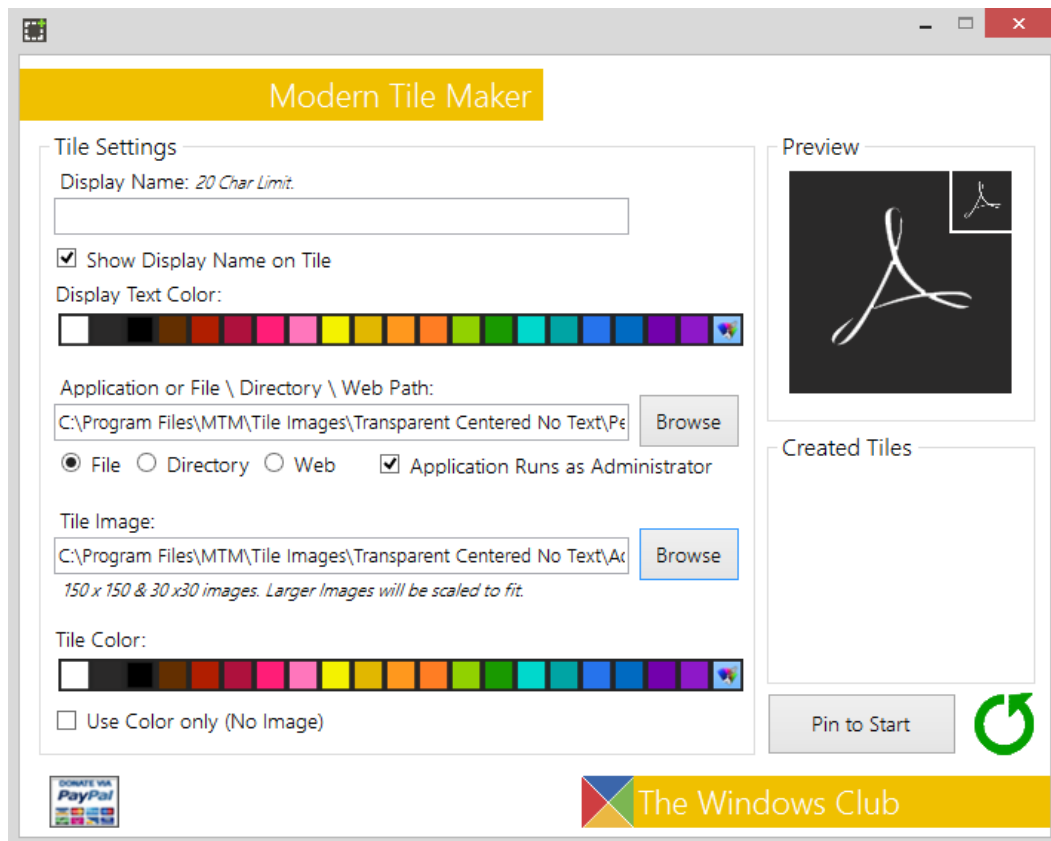 Modern Tile Maker
Tile Settings
Display Name: 20 Char Limit.
Show Display Name on Tile
Display Text Color:
Application or File \ Directory \ Web Path:
C:\Program Files\MTM\Tile Images\Transparent Centered No Text\Pe
Browse
File
Directory
Web
Application Runs as Administrator
Tile Image:
C:\Program Files\MTM\Tile Images\Transparent Centered No Text\Ad
Browse
150 x 150 & 30 x30 images. Larger Images will be scaled to fit.
Tile Color:
Use Color only (No Image)
Preview
Created Tiles
Pin to Start
DONATE VIA
PayPal
The Windows Club